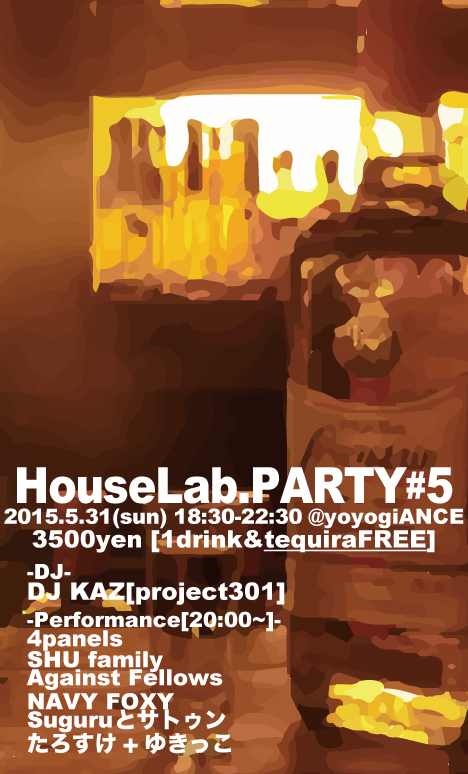 HouseLab.PARTY#5
2015.5.31(sun) 18:30-22:30 @yoyogiANCE
3500yen [1drink&tequiraFREE]
-DJ-
DJ KAZ[project301]
-Performance[20:00~]-
4panels
SHU family
Against Fellows
NAVY FOXY
Suguruとサトゥン
たろすけ＋ゆきっこ